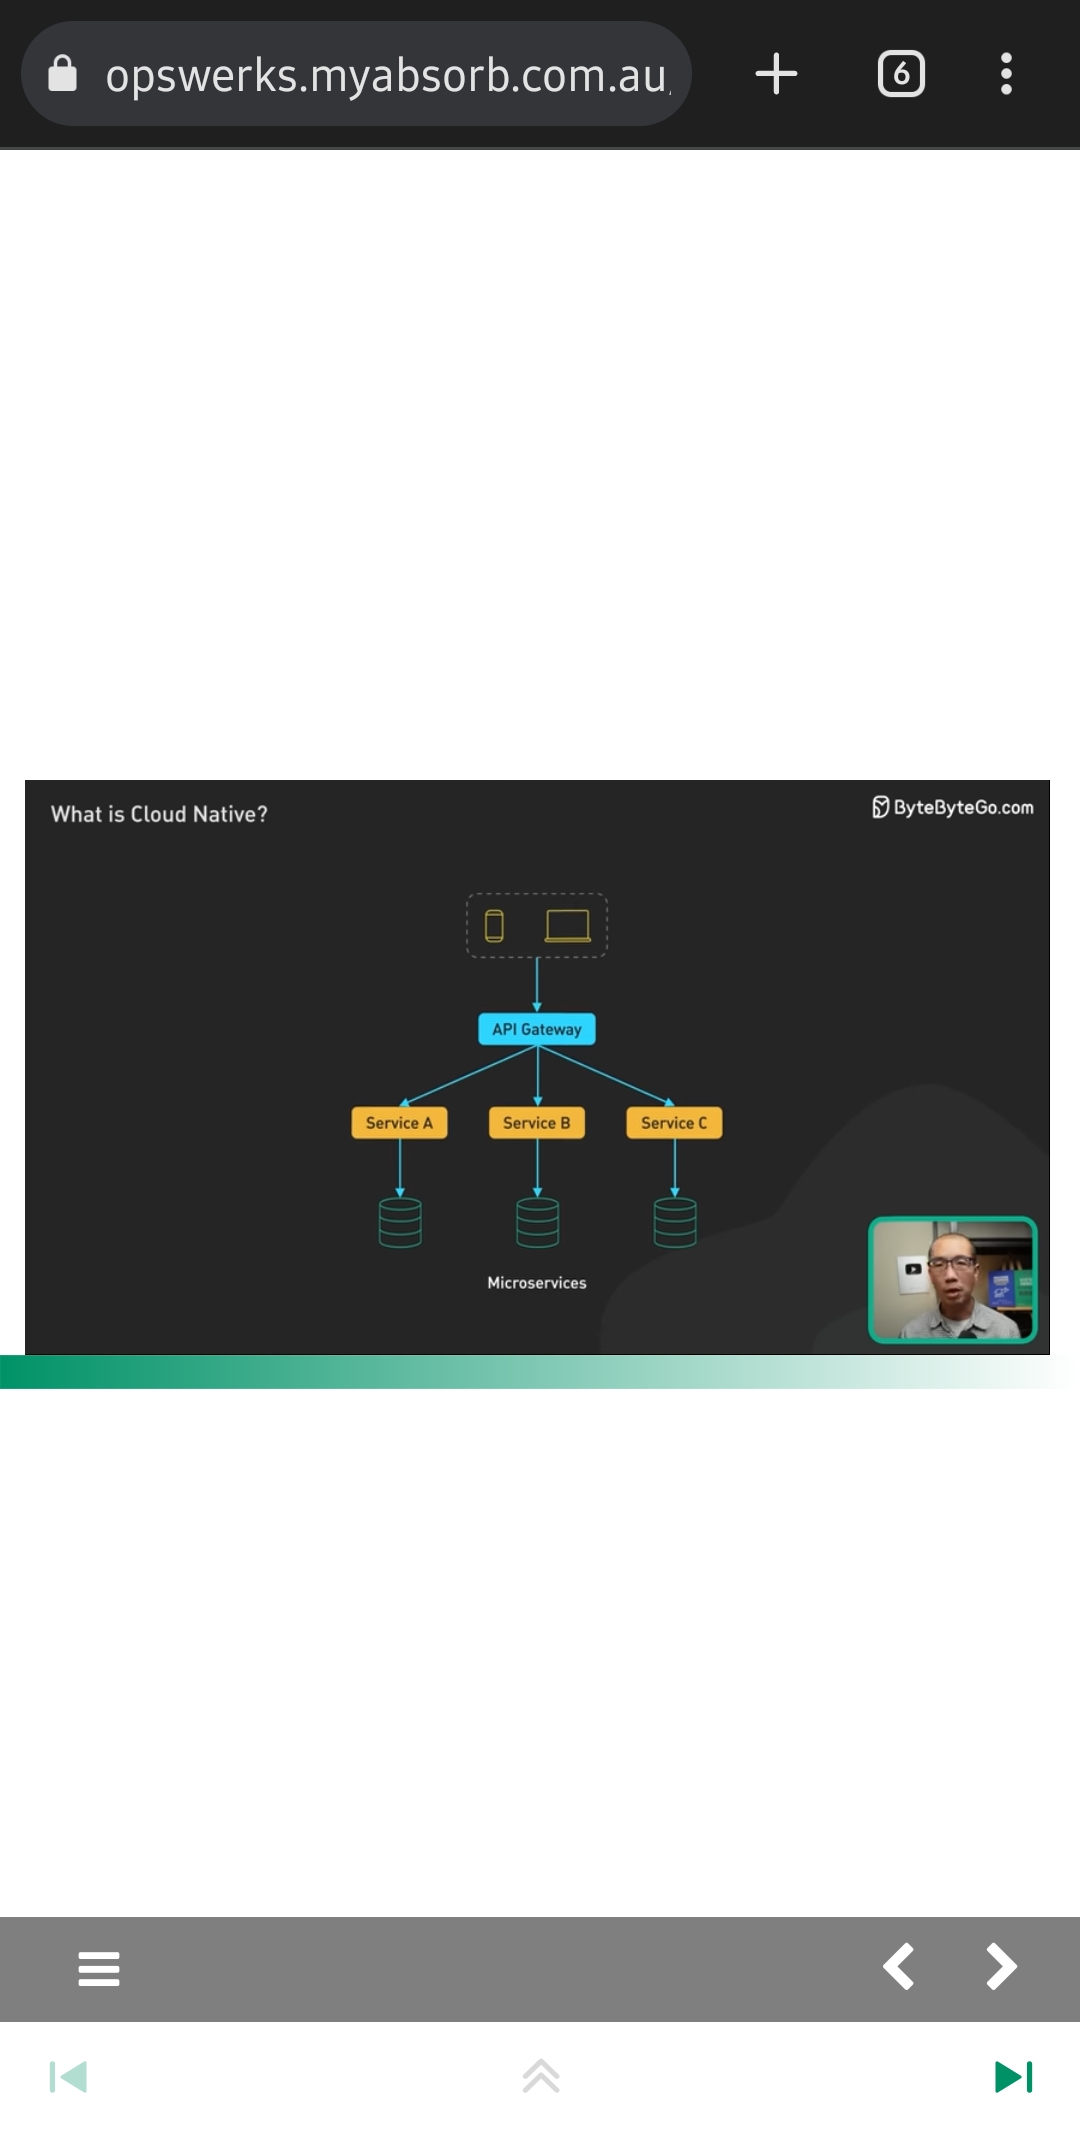 opswerks.myabsorb.com.au
6
What is Cloud Native?
ByteByteGo.com
API Gateway
Service A
Service B
Service C
Microservices